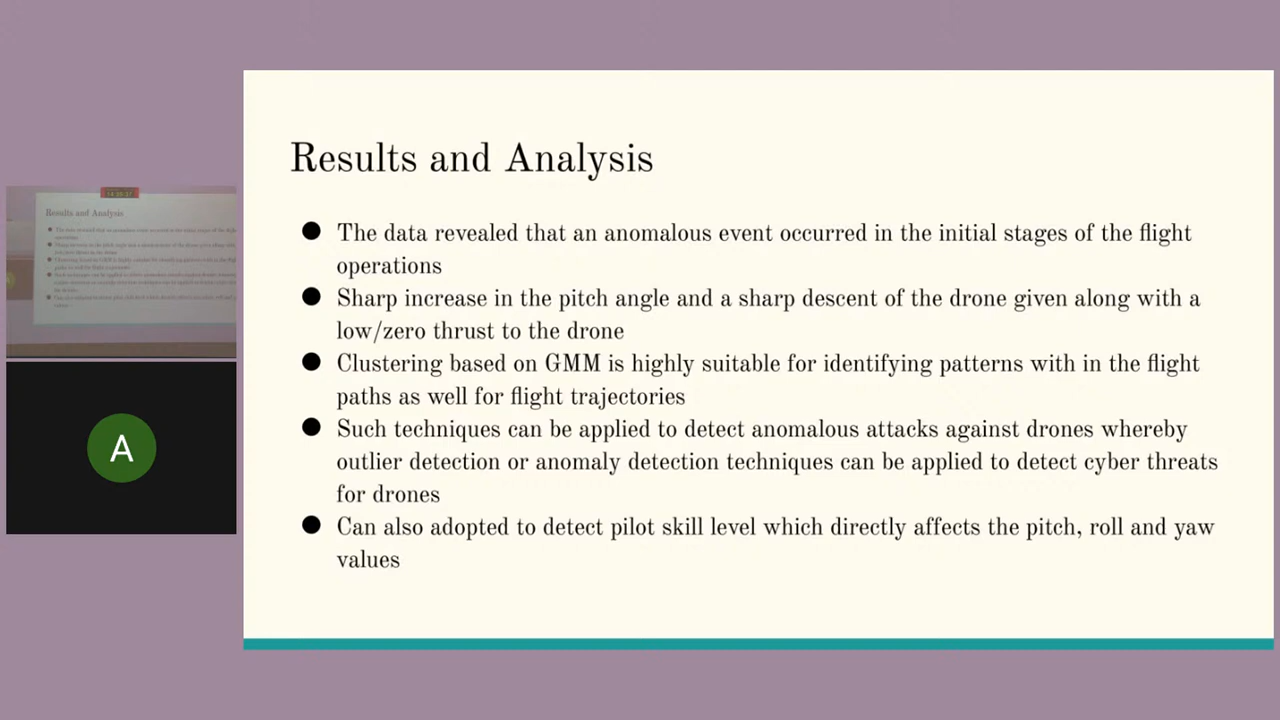 Results and Analysis
● The data revealed that an anomalous event occurred in the initial stages of the flight
operations
● Sharp increase in the pitch angle and a sharp descent of the drone given along with a
low/zero thrust to the drone
● Clustering based on GMM is highly suitable for identifying patterns with in the flight
paths as well for flight trajectories
● Such techniques can be applied to detect anomalous attacks against drones whereby
outlier detection or anomaly detection techniques can be applied to detect cyber threats
for drones
● Can also adopted to detect pilot skill level which directly affects the pitch, roll and yaw
values
Results and Analysis
A